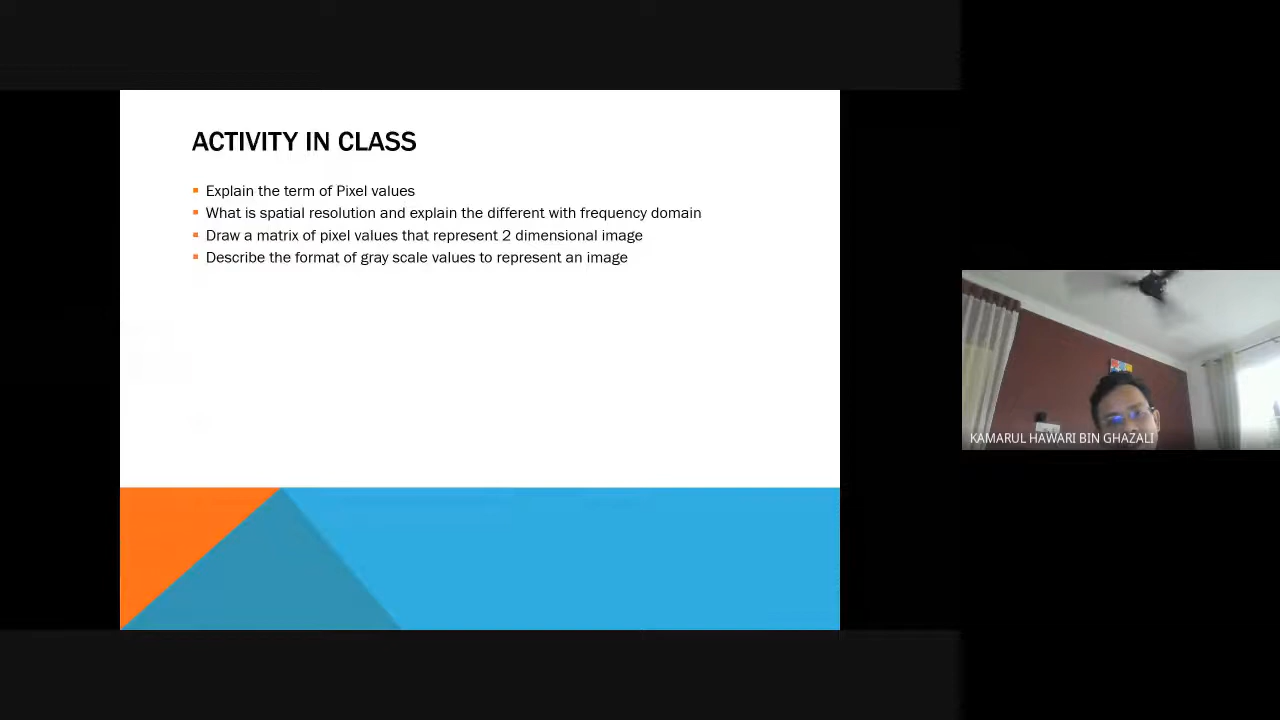 ACTIVITY IN CLASS
Explain the term of Pixel values
What is spatial resolution and explain the different with frequency domain
Draw a matrix of pixel values that represent 2 dimensional image
Describe the format of gray scale values to represent an image
KAMARUL HAWARI BIN GHAZALI